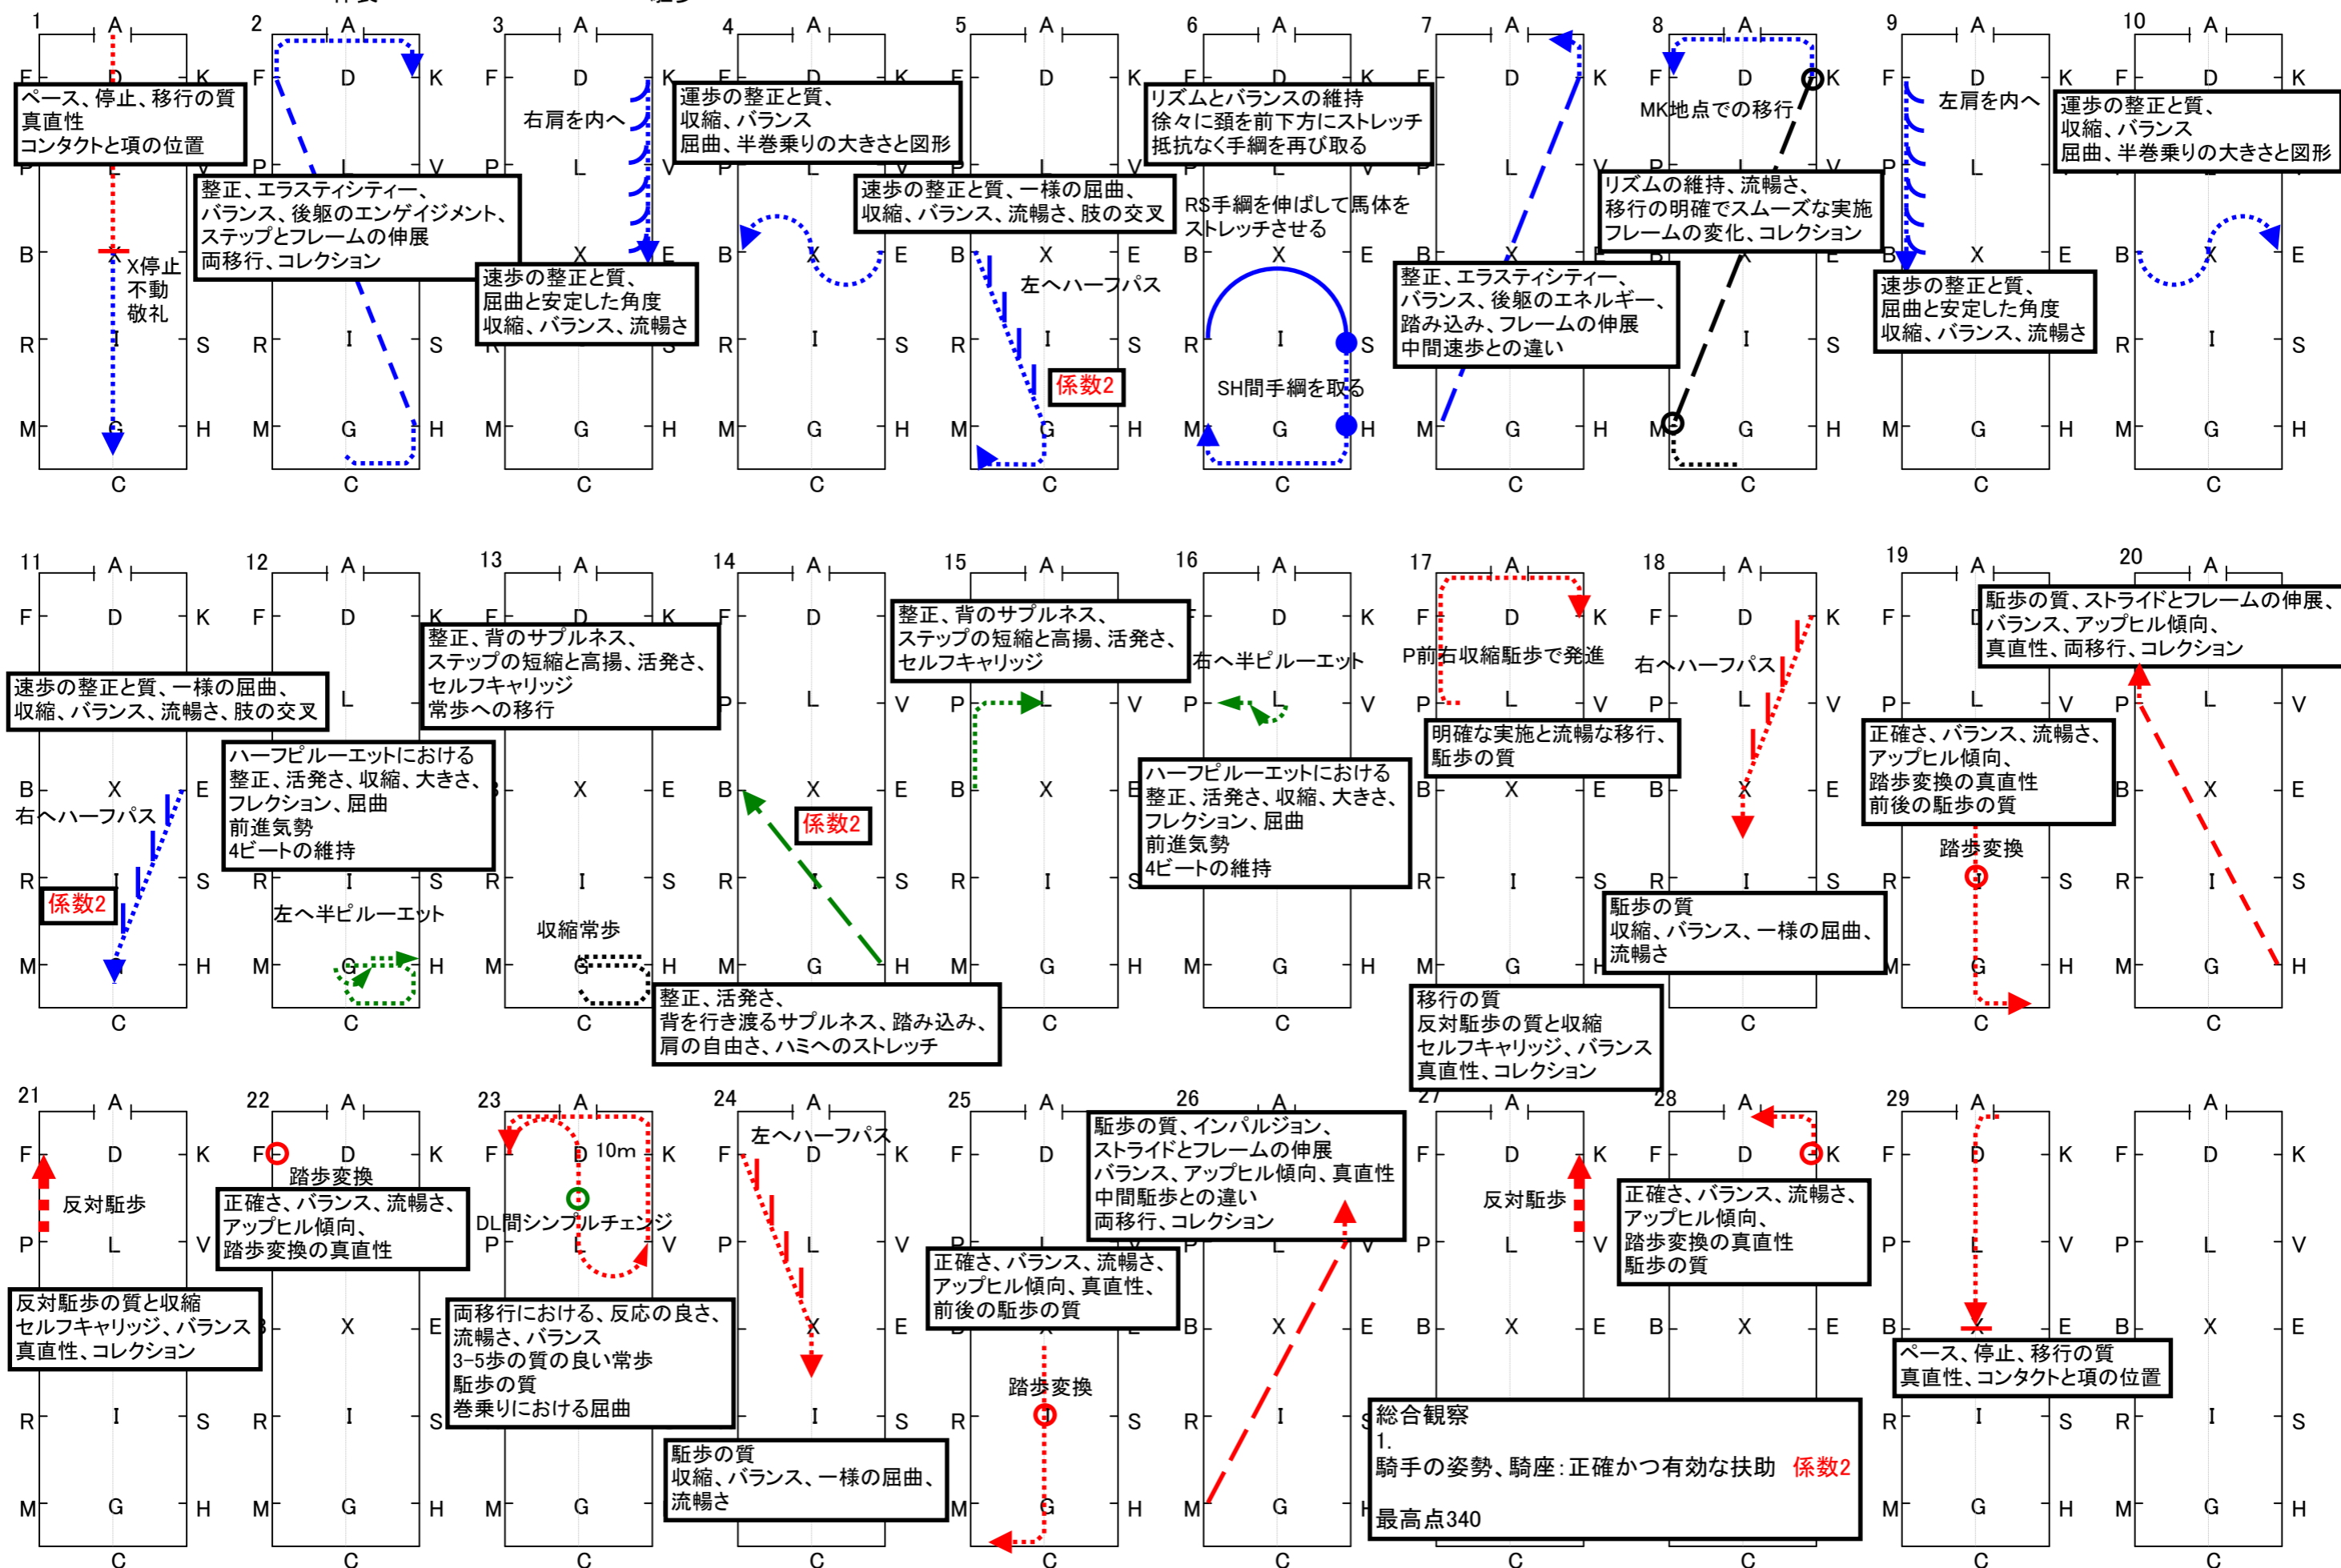 1 A
F D K
ペース、停止、移行の質
真直性
コンタクトと項の位置
P L V
B X
X停止
不動
敬礼
R I S
M G H
C
2 A
F D K
L V
整正、エラスティシティー、
バランス、後躯のエンゲイジメント、
ステップとフレームの伸展
両移行、コレクション
R I S
M G H
C
3 A
F D K
右肩を内へ
P L V
X E
速歩の整正と質、
屈曲と安定した角度
収縮、バランス、流暢さ
R S
M G H
C
4 A
F D K
運歩の整正と質、
収縮、バランス
屈曲、半巻乗りの大きさと図形
P L V
B X E
R I S
M G H
C
5 A
F D K
P L V
速歩の整正と質、一様の屈曲、
収縮、バランス、流暢さ、肢の交叉
B X E
左へハーフパス
R I S
係数2
M G H
C
6 A
F D K
リズムとバランスの維持
徐々に頚を前下方にストレッチ
抵抗なく手綱を再び取る
RS手綱を伸ばして馬体を
ストレッチさせる
B X E
R I S
SH間手綱を取る
M G H
C
7 A
F D K
P L V
B X
整正、エラスティシティー、
バランス、後躯のエネルギー、
踏み込み、フレームの伸展
中間速歩との違い
M G H
C
8 A
F D K
MK地点での移行
P L V
リズムの維持、流暢さ、
移行の明確でスムーズな実施
フレームの変化、コレクション
B X E
I S
M G H
C
9 A
F D K
左肩を内へ
P L V
B X E
速歩の整正と質、
屈曲と安定した角度
収縮、バランス、流暢さ
M G H
C
10 A
F D K
運歩の整正と質、
収縮、バランス
屈曲、半巻乗りの大きさと図形
B X E
R I S
M G H
C
11 A
F D K
速歩の整正と質、一様の屈曲、
収縮、バランス、流暢さ、肢の交叉
B X E
右へハーフパス
R I S
係数2
M G H
C
12 A
F D K
L
ハーフピルーエットにおける
整正、活発さ、収縮、大きさ、
フレクション、屈曲
前進気勢
4ビートの維持
R I S
左へ半ピルーエット
M G H
C
13 A
F D K
整正、背のサプルネス、
ステップの短縮と高揚、活発さ、
セルフキャリッジ
常歩への移行
B X E
R I S
収縮常歩
M G H
C
14 A
F D
P L V
B X E
係数2
R I S
M G H
整正、活発さ、
背を行き渡るサプルネス、踏み込み、
肩の自由さ、ハミへのストレッチ
15 A
整正、背のサプルネス、
ステップの短縮と高揚、活発さ、
セルフキャリッジ
P L V
B X E
R I S
M G H
C
16 A
D K
右へ半ピルーエット
P L V
ハーフピルーエットにおける
整正、活発さ、収縮、大きさ、
フレクション、屈曲
前進気勢
4ビートの維持
M G H
C
17 A
F D K
P前右収縮駈歩で発進
P L V
明確な実施と流暢な移行、
駈歩の質
B X E
R I S
M G H
移行の質
反対駈歩の質と収縮
セルフキャリッジ、バランス
真直性、コレクション
18 A
F D K
右へハーフパス
P L V
B X E
R I S
駈歩の質
収縮、バランス、一様の屈曲、
流暢さ
C
19 A
F D
P L V
正確さ、バランス、流暢さ、
アップヒル傾向、
踏歩変換の真直性
前後の駈歩の質
踏歩変換
R I S
M G H
C
20 A
駈歩の質、ストライドとフレームの伸展、
バランス、アップヒル傾向、
真直性、両移行、コレクション
P L V
B X E
R I S
M G H
C
21 A
F D K
反対駈歩
P L V
反対駈歩の質と収縮
セルフキャリッジ、バランス
真直性、コレクション
R I S
M G H
C
22 A
F D K
踏歩変換
正確さ、バランス、流暢さ、
アップヒル傾向、
踏歩変換の真直性
B X E
R I S
M G H
C
23 A
F D 10m K
DL間シンプルチェンジ
P L V
両移行における、反応の良さ、
流暢さ、バランス
3-5歩の質の良い常歩
駈歩の質
巻乗りにおける屈曲
M G
C
24 A
左へハーフパス
F D K
P L V
X E
I S
駈歩の質
収縮、バランス、一様の屈曲、
流暢さ
C
25 A
F D
P L V
正確さ、バランス、流暢さ、
アップヒル傾向、真直性、
前後の駈歩の質
踏歩変換
R I S
M G H
C
26 A
駈歩の質、インパルジョン、
ストライドとフレームの伸展
バランス、アップヒル傾向、真直性
中間駈歩との違い
両移行、コレクション
P L V
B X E
R I S
M G H
C
27 A
F D K
反対駈歩
P L V
B X E
総合観察
1.
騎手の姿勢、騎座：正確かつ有効な扶助 係数2
最高点340
C
28 A
F D K
正確さ、バランス、流暢さ、
アップヒル傾向、
踏歩変換の真直性
駈歩の質
B X E
C
29 A
F D K
P L V
B X E
ペース、停止、移行の質
真直性、コンタクトと項の位置
R I S
M G H
C
A
F D K
P L V
B X E
R I S
M G H
C